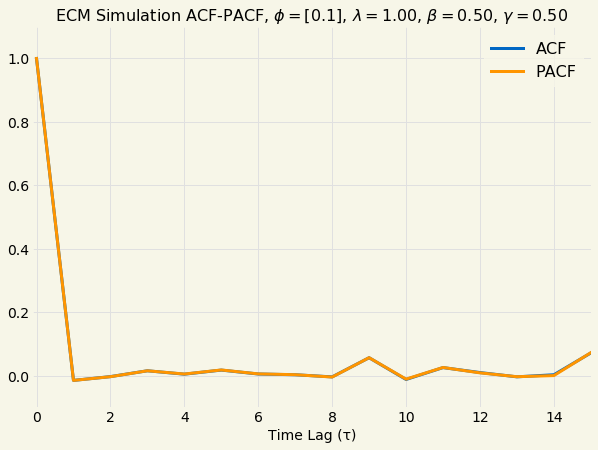 ECM Simulation ACF-PACF, ϕ = [0.1], λ = 1.00, β = 0.50, γ = 0.50
ACF
PACF
1.0
0.8
0.6
0.4
0.2
0.0
0 2 4 6 8 10 12 14
Time Lag (τ)